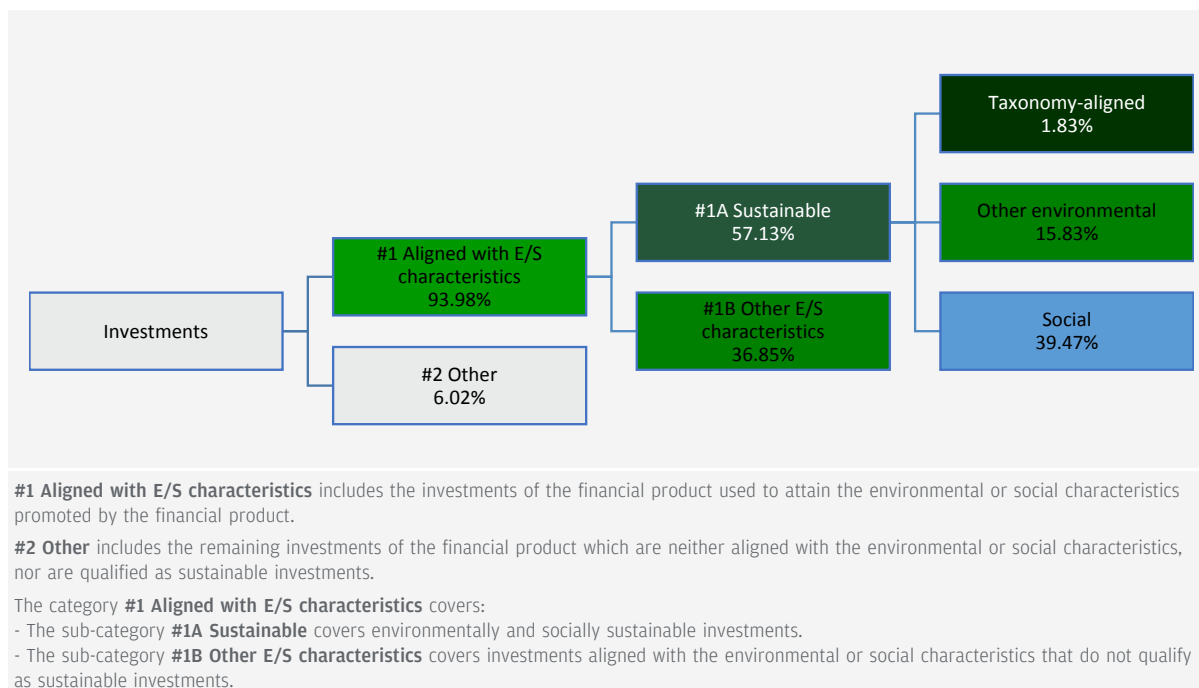 Investments
#1 Aligned with E/S
characteristics
93.98%
#2 Other
6.02%
#1A Sustainable
57.13%
#1B Other E/S
characteristics
36.85%
Taxonomy-aligned
1.83%
Other environmental
15.83%
Social
39.47%
#1 Aligned with E/S characteristics includes the investments of the financial product used to attain the environmental or social characteristics
promoted by the financial product.
#2 Other includes the remaining investments of the financial product which are neither aligned with the environmental or social characteristics,
nor are qualified as sustainable investments.
The category #1 Aligned with E/S characteristics covers:
- The sub-category #1A Sustainable covers environmentally and socially sustainable investments.
- The sub-category #1B Other E/S characteristics covers investments aligned with the environmental or social characteristics that do not qualify
as sustainable investments.